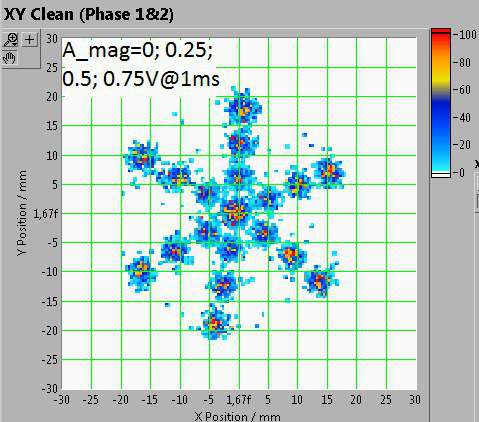 XY Clean (Phase 1&2)
A_mag=0; 0.25;
0.5; 0.75V@1ms
Y Position / mm
30
25
20
15
10
5
1,67f
-5
-10
-15
-20
-25
-30
-30 -25 -20 -15 -10 -5 1,67f 5 10 15 20 25 30
X Position / mm
100
80
60
40
20
0
X